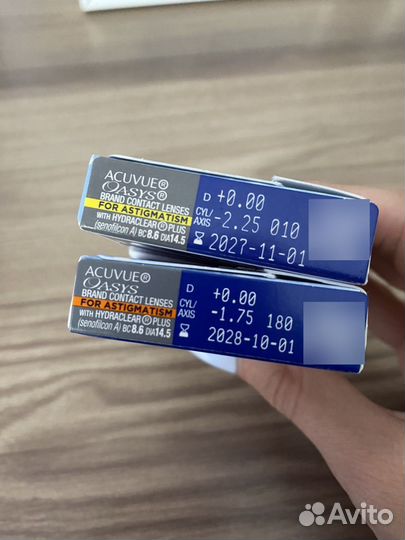 ACUVUE®
OASYS®
BRAND CONTACT LENSES
FOR ASTIGMATISM
WITH HYDRACLEAR® PLUS
(senofilcon A) BC 8.6 DIA 14.5
D +0.00
CYL/
AXIS -2.25 010
2027-11-01
ACUVUE®
OASYS
BRAND CONTACT LENSES
FOR ASTIGMATISM
WITH HYDRACLEAR® PLUS
(senofilcon A) BC 8.6 DIA 14.5
D +0.00
CYL/
AXIS -1.75 180
2028-10-01
Avito